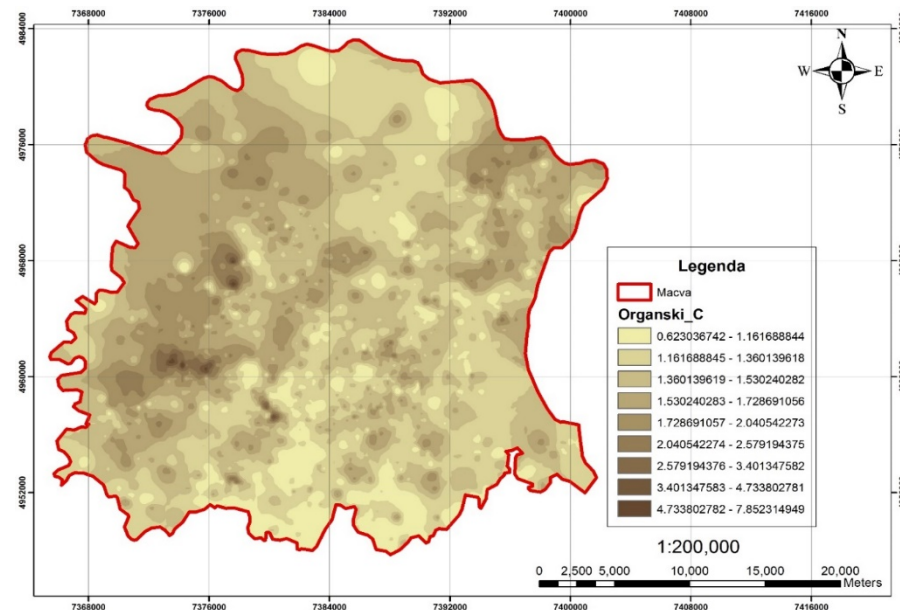 7368000 7376000 7384000 7392000 7400000 7408000 7416000
4984000
N
W E
S
4976000
4968000
Legenda
Macva
Organski_C
0.623036742 - 1.161688844
1.161688845 - 1.360139618
1.360139619 - 1.530240282
1.530240283 - 1.728691056
1.728691057 - 2.040542273
2.040542274 - 2.579194375
2.579194376 - 3.401347582
3.401347583 - 4.733802781
4.733802782 - 7.852314949
4960000
4952000
1:200,000
0 2,500 5,000 10,000 15,000 20,000
Meters
7368000 7376000 7384000 7392000 7400000 7408000 7416000